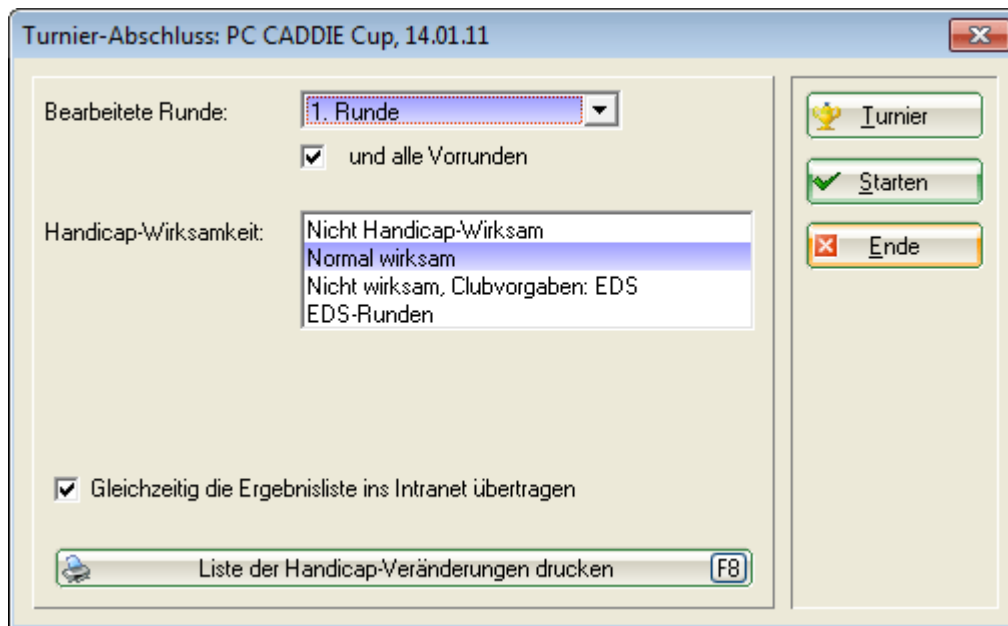 Turnier-Abschluss: PC CADDIE Cup, 14.01.11
Bearbeitete Runde:
1. Runde
und alle Vorrunden
Handicap-Wirksamkeit:
Nicht Handicap-Wirksam
Normal wirksam
Nicht wirksam, Clubvorgaben: EDS
EDS-Runden
Gleichzeitig die Ergebnisliste ins Intranet übertragen
Liste der Handicap-Veränderungen drucken F8
Turnier
Starten
Ende